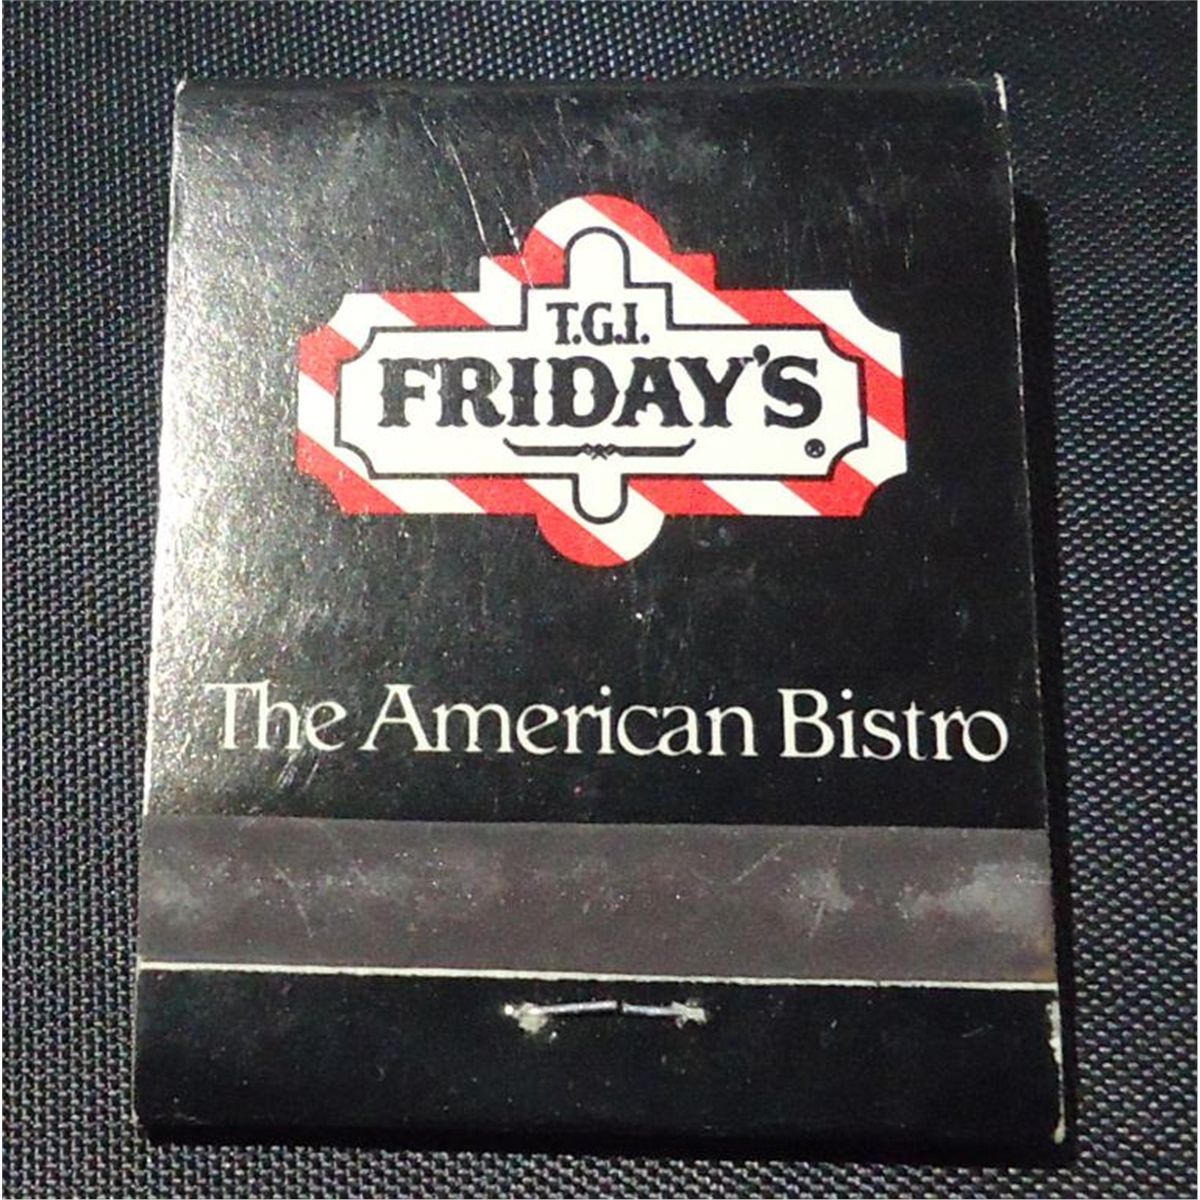 T.G.I.
FRIDAY'S®
The American Bistro